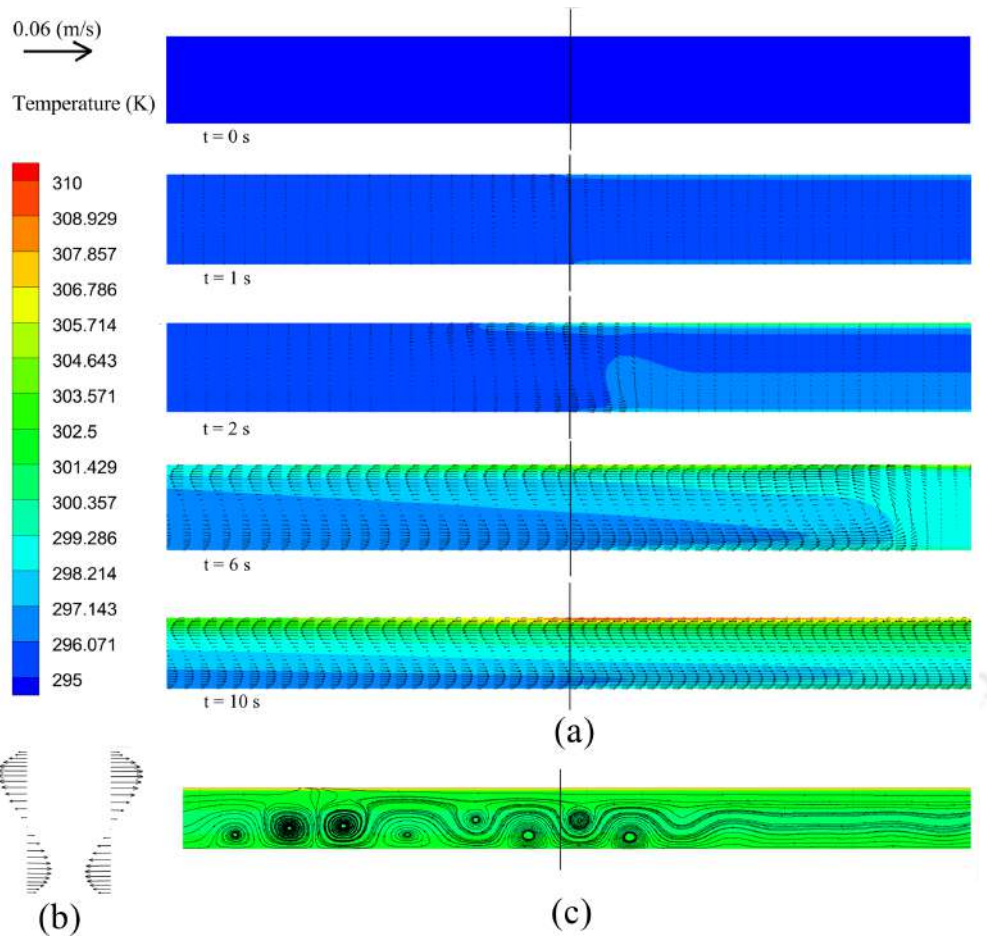 0.06 (m/s)
Temperature (K)
t = 0 s
310
308.929
307.857
306.786
305.714
304.643
303.571
302.5
301.429
300.357
299.286
298.214
297.143
296.071
295
t = 1 s
t = 2 s
t = 6 s
t = 10 s
(a)
(b)
(c)